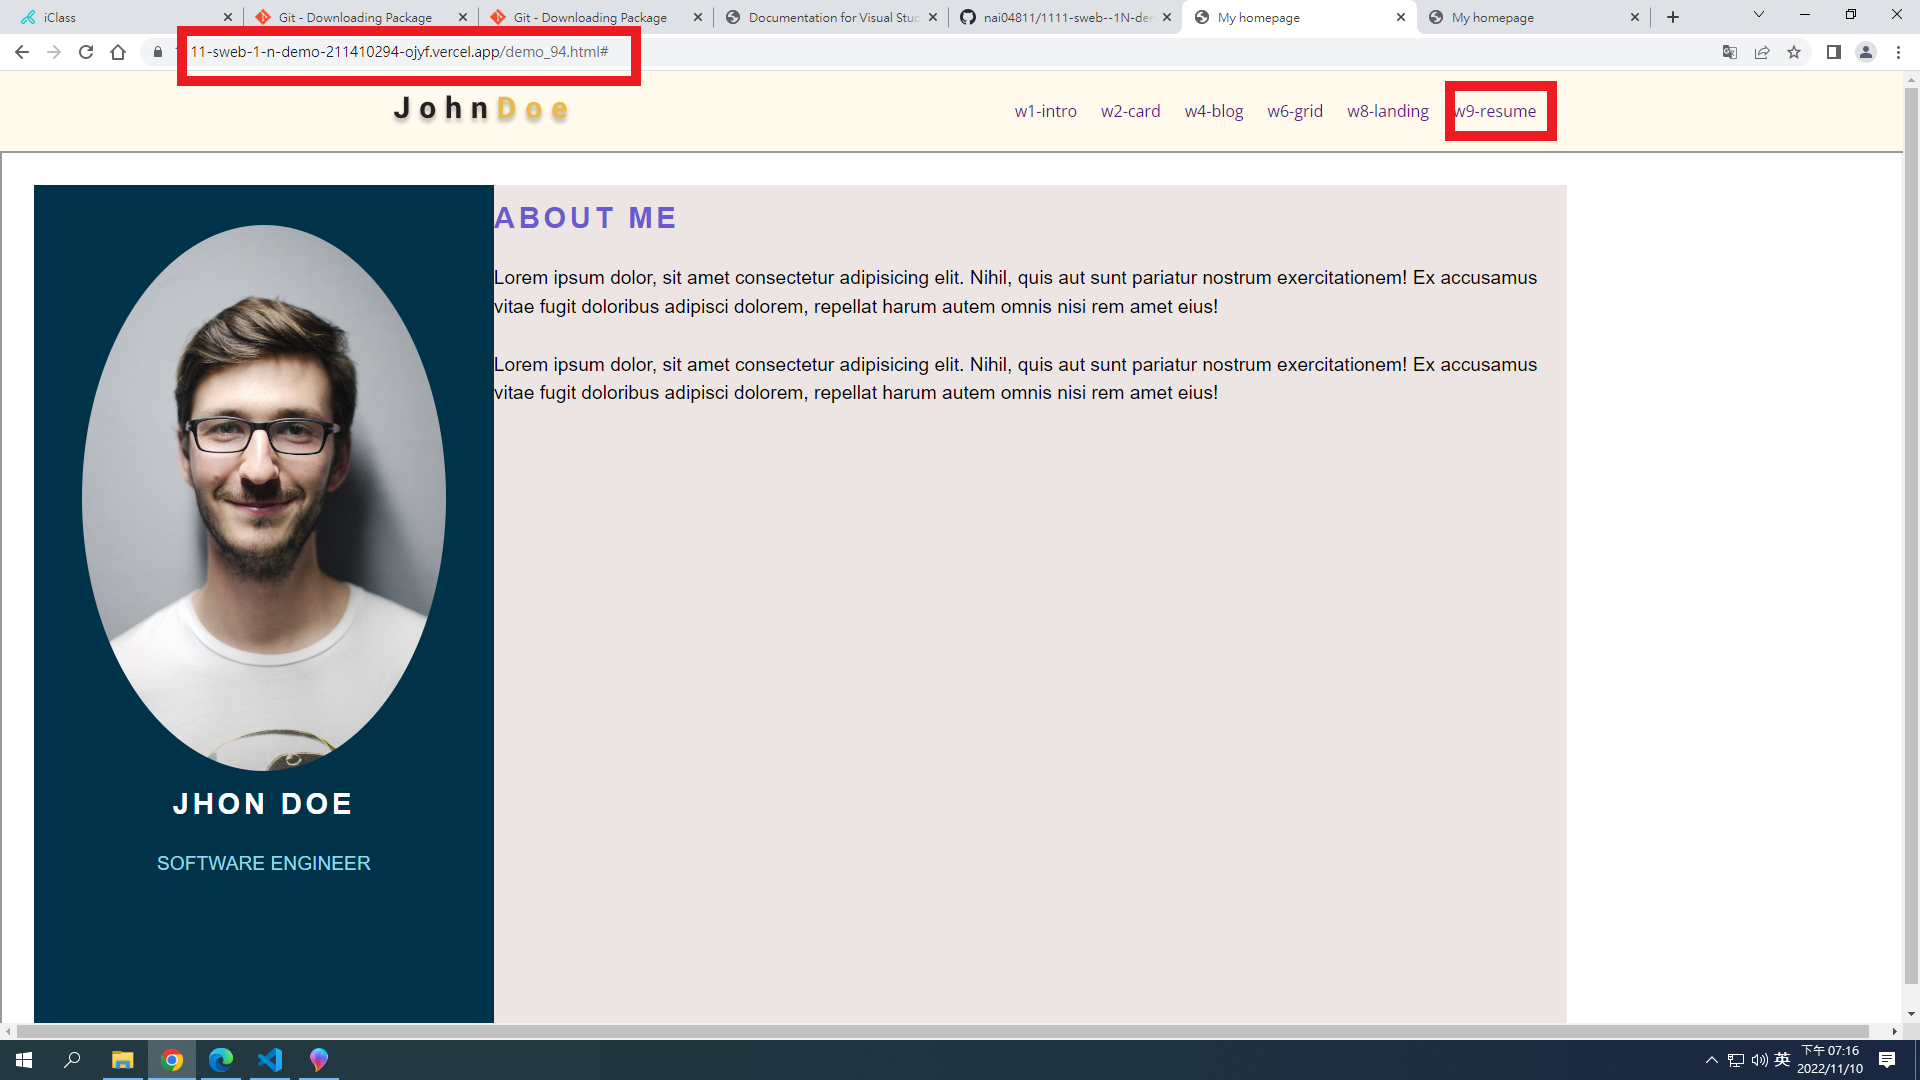 iClass
Git - Downloading Package
Git - Downloading Package
Documentation for Visual Stu
nai04811/1111-sweb--1N-de
My homepage
My homepage
11-sweb-1-n-demo-211410294-ojyf.vercel.app/demo_94.html#
JohnDoe
w1-intro
w2-card
w4-blog
w6-grid
w8-landing
w9-resume
ABOUT ME
Lorem ipsum dolor, sit amet consectetur adipisicing elit. Nihil, quis aut sunt pariatur nostrum exercitationem! Ex accusamus
vitae fugit doloribus adipisci dolorem, repellat harum autem omnis nisi rem amet eius!
Lorem ipsum dolor, sit amet consectetur adipisicing elit. Nihil, quis aut sunt pariatur nostrum exercitationem! Ex accusamus
vitae fugit doloribus adipisci dolorem, repellat harum autem omnis nisi rem amet eius!
JHON DOE
SOFTWARE ENGINEER
英
下午 07:16
2022/11/10